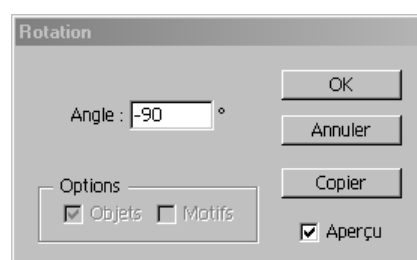 Rotation
Angle : -90 °
OK
Annuler
Copier
Options
Objets Motifs
Aperçu